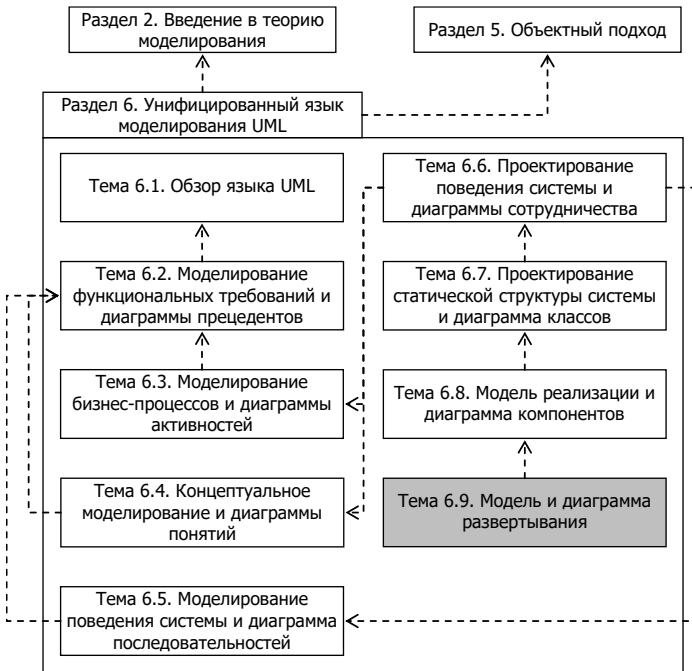 Раздел 2. Введение в теорию
моделирования
Раздел 5. Объектный подход
Раздел 6. Унифицированный язык
моделирования UML
Тема 6.1. Обзор языка UML
Тема 6.2. Моделирование
функциональных требований и
диаграммы прецедентов
Тема 6.3. Моделирование
бизнес-процессов и диаграммы
активностей
Тема 6.4. Концептуальное
моделирование и диаграммы
понятий
Тема 6.5. Моделирование
поведения системы и диаграмма
последовательностей
Тема 6.6. Проектирование
поведения системы и
диаграммы сотрудничества
Тема 6.7. Проектирование
статической структуры системы
и диаграмма классов
Тема 6.8. Модель реализации и
диаграмма компонентов
Тема 6.9. Модель и диаграмма
развертывания